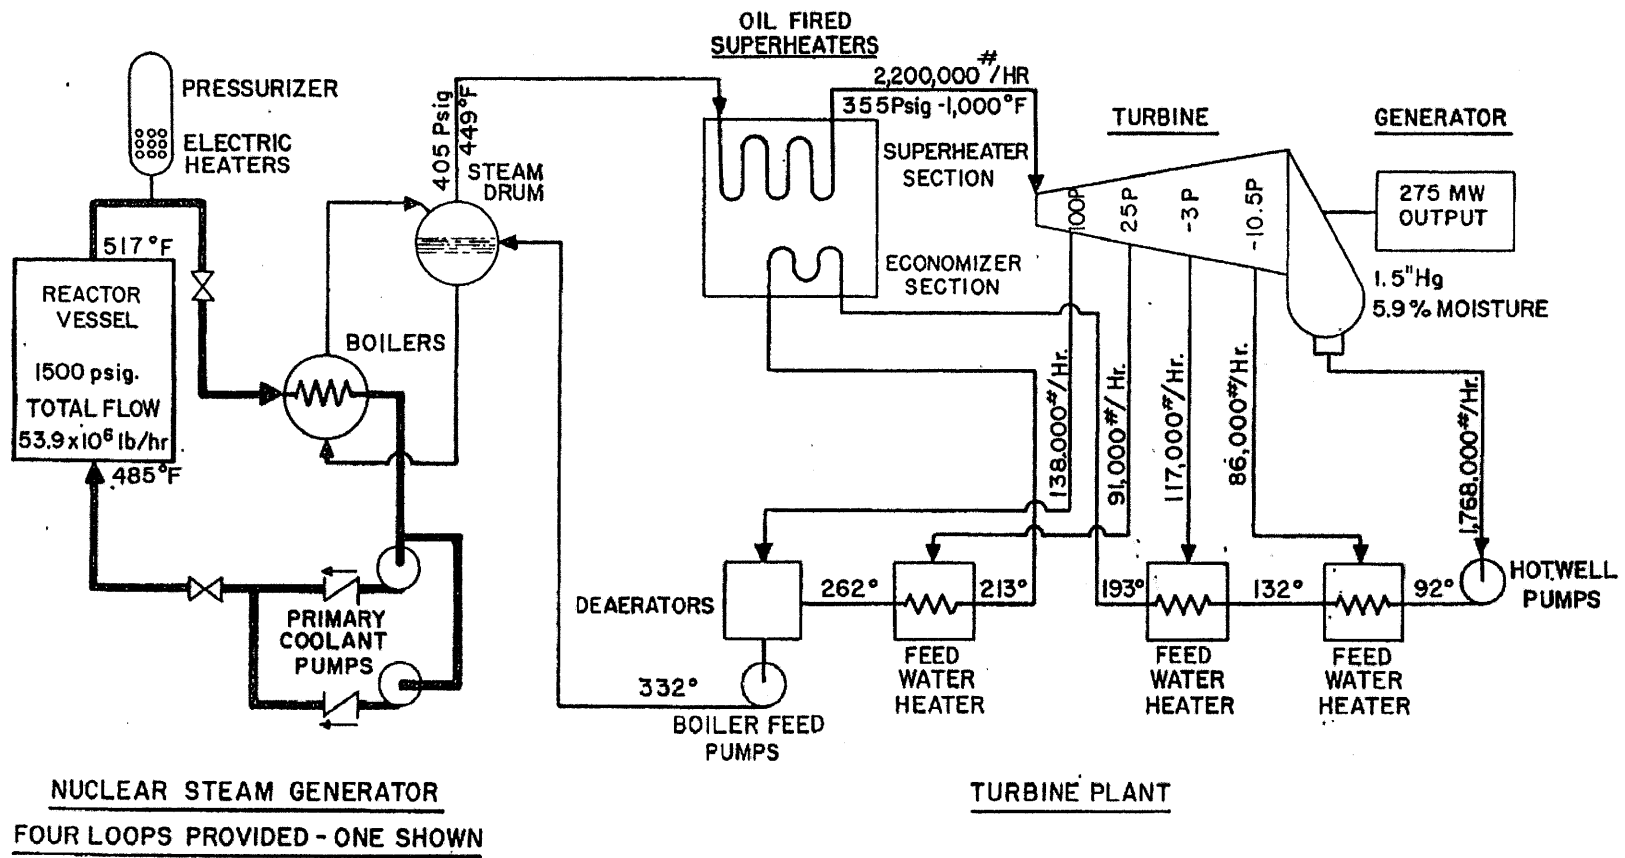 OIL FIRED
SUPERHEATERS
PRESSURIZER
ELECTRIC
HEATERS
405 Psig
449°F
STEAM
DRUM
2,200,000#/HR
355Psig -1,000°F
SUPERHEATER
SECTION
ECONOMIZER
SECTION
TURBINE
GENERATOR
100P
25P
-3P
-10.5P
275 MW
OUTPUT
1.5"Hg
5.9% MOISTURE
517°F
REACTOR
VESSEL
1500 psig.
TOTAL FLOW
53.9x10⁶ lb/hr
485°F
BOILERS
138.000#/Hr.
91,000#/Hr.
117,000#/Hr.
86,000#/Hr.
1,768,000#/Hr.
PRIMARY
COOLANT
PUMPS
DEAERATORS
262°
213°
193°
132°
92°
HOTWELL
PUMPS
FEED
WATER
HEATER
FEED
WATER
HEATER
FEED
WATER
HEATER
332°
BOILER FEED
PUMPS
NUCLEAR STEAM GENERATOR
FOUR LOOPS PROVIDED - ONE SHOWN
TURBINE PLANT